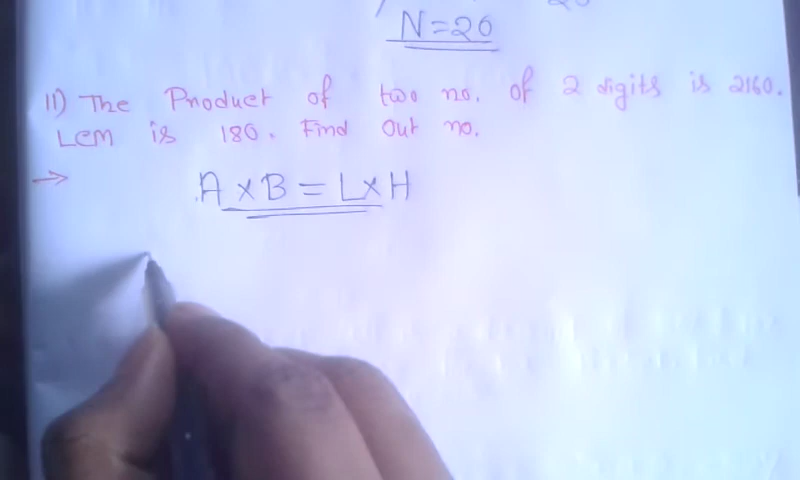 N=20
11) The Product of two no. of 2 digits is 2160.
LCM is 180. Find out no.
→ A × B = L × H